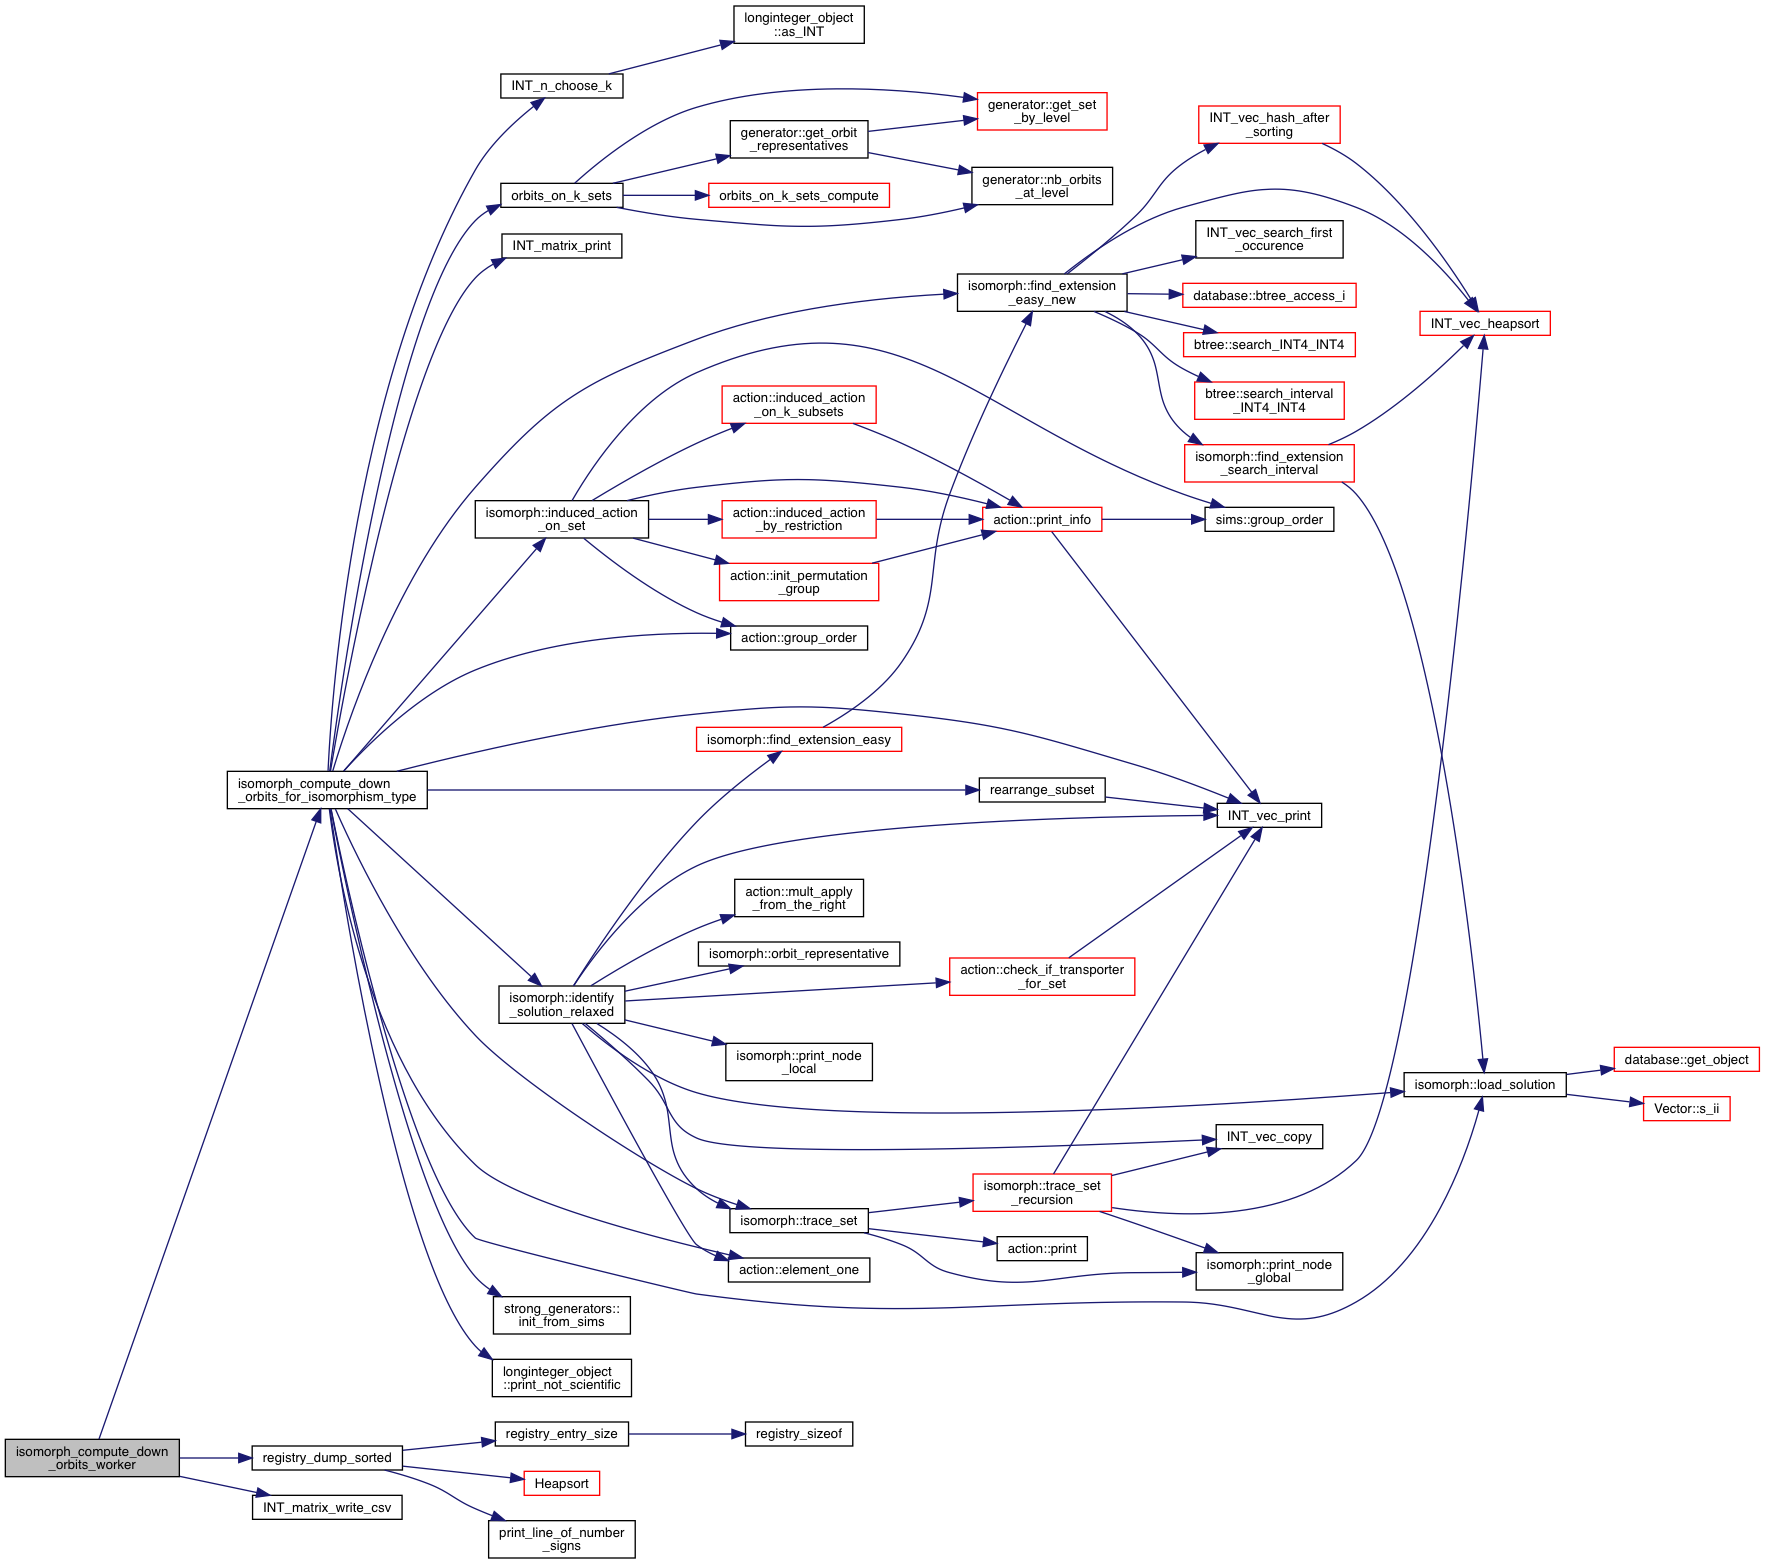 longinteger_object
::as_INT
INT_n_choose_k
generator::get_set
_by_level
generator::get_orbit
_representatives
orbits_on_k_sets
orbits_on_k_sets_compute
generator::nb_orbits
_at_level
INT_matrix_print
INT_vec_hash_after
_sorting
INT_vec_search_first
_occurence
isomorph::find_extension
_easy_new
database::btree_access_i
INT_vec_heapsort
btree::search_INT4_INT4
btree::search_interval
_INT4_INT4
isomorph::find_extension
_search_interval
action::induced_action
_on_k_subsets
isomorph::induced_action
_on_set
action::induced_action
_by_restriction
action::print_info
sims::group_order
action::init_permutation
_group
action::group_order
isomorph::find_extension_easy
isomorph_compute_down
_orbits_for_isomorphism_type
rearrange_subset
INT_vec_print
action::mult_apply
_from_the_right
isomorph::orbit_representative
isomorph::identify
_solution_relaxed
action::check_if_transporter
_for_set
isomorph::print_node
_local
isomorph::load_solution
database::get_object
Vector::s_ii
INT_vec_copy
isomorph::trace_set
_recursion
isomorph::trace_set
action::print
isomorph::print_node
_global
action::element_one
strong_generators::
init_from_sims
longinteger_object
::print_not_scientific
isomorph_compute_down
_orbits_worker
registry_dump_sorted
registry_entry_size
registry_sizeof
Heapsort
INT_matrix_write_csv
print_line_of_number
_signs